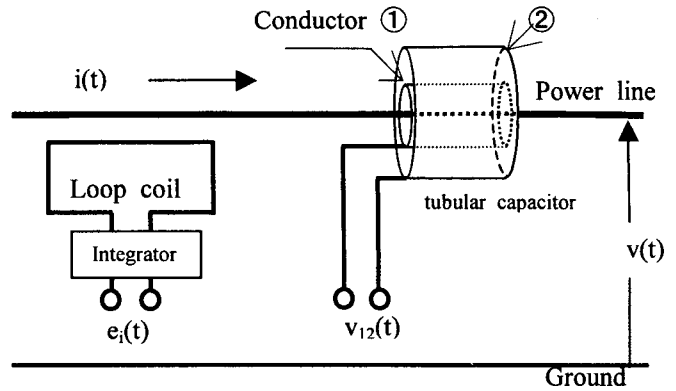 Conductor ① ②
i(t)
Power line
Loop coil
tubular capacitor
Integrator
v(t)
eᵢ(t)
v₁₂(t)
Ground